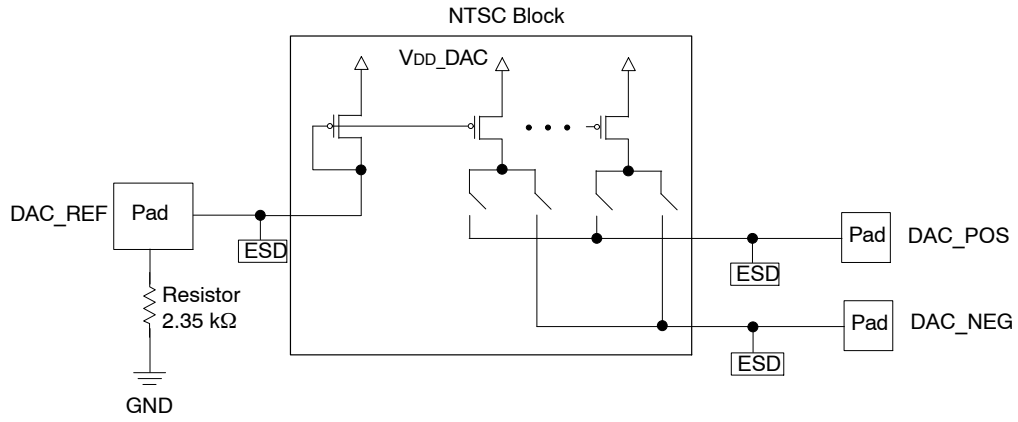 NTSC Block
VDD_DAC
DAC_REF
Pad
ESD
Resistor
2.35 kΩ
GND
Pad
DAC_POS
ESD
Pad
DAC_NEG
ESD